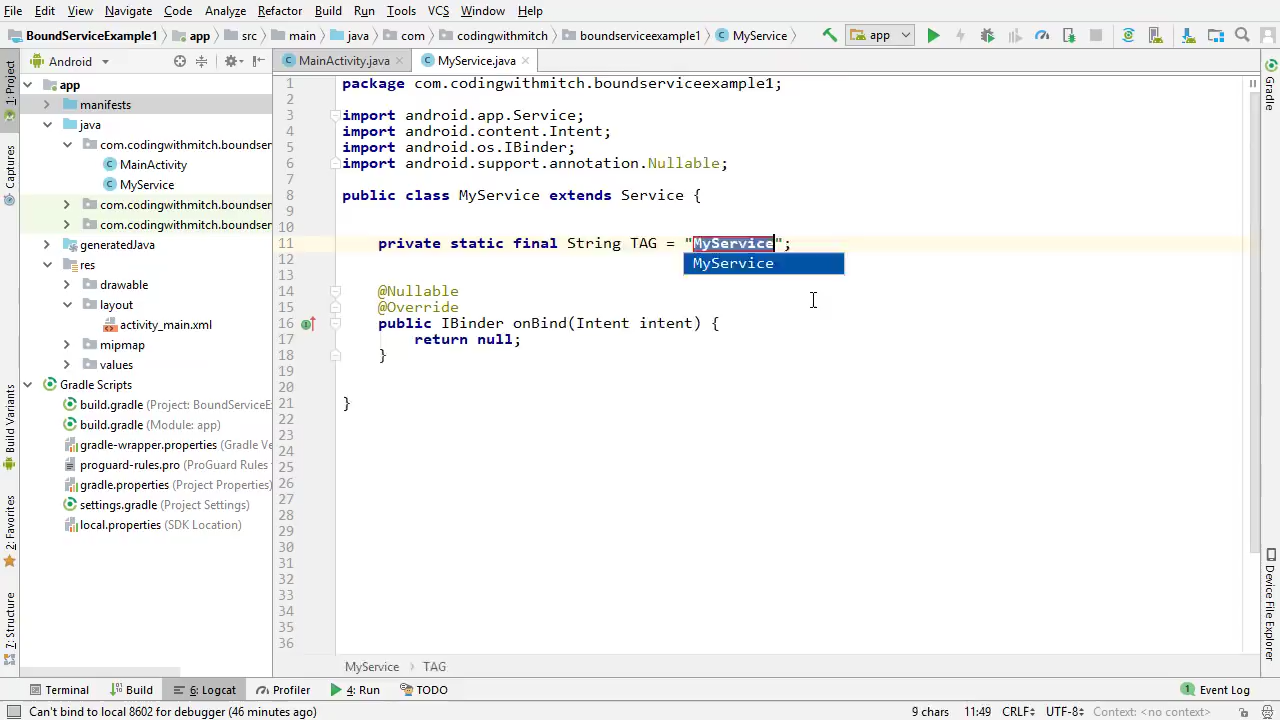 File Edit View Navigate Code Analyze Refactor Build Run Tools VCS Window Help
BoundServiceExample1 app src main java com codingwithmitch boundserviceexample1 MyService app
Android MainActivity.java MyService.java
1: Project
Captures
Build Variants
2: Favorites
7: Structure
app
manifests
java
com.codingwithmitch.boundser
MainActivity
MyService
com.codingwithmitch.boundser
com.codingwithmitch.boundser
generatedJava
res
drawable
layout
activity_main.xml
mipmap
values
Gradle Scripts
build.gradle (Project: BoundServiceEx
build.gradle (Module: app)
gradle-wrapper.properties (Gradle Ve
proguard-rules.pro (ProGuard Rules
gradle.properties (Project Properties)
settings.gradle (Project Settings)
local.properties (SDK Location)
1 package com.codingwithmitch.boundserviceexample1;
2
3 import android.app.Service;
4 import android.content.Intent;
5 import android.os.IBinder;
6 import android.support.annotation.Nullable;
7
8 public class MyService extends Service {
9
10
11 private static final String TAG = "MyService";
12 MyService
13
14 @Nullable
15 @Override
16 public IBinder onBind(Intent intent) {
17 return null;
18 }
19
20
21 }
22
23
24
25
26
27
28
29
30
31
32
33
34
35
36
MyService TAG
Gradle
Device File Explorer
Terminal Build 6: Logcat Profiler 4: Run TODO Event Log
Can't bind to local 8602 for debugger (46 minutes ago) 9 chars 11:49 CRLF UTF-8 Context: <no context>